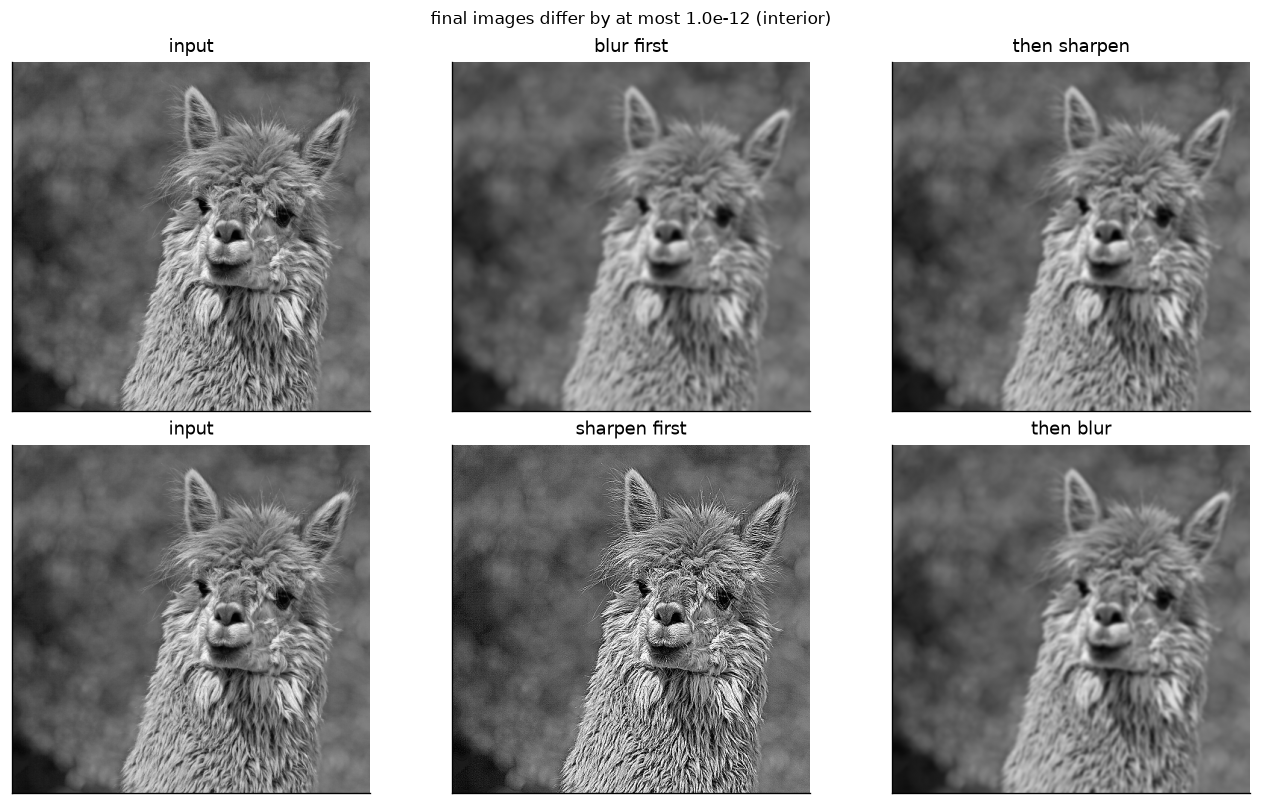 final images differ by at most 1.0e-12 (interior)
input
blur first
then sharpen
input
sharpen first
then blur